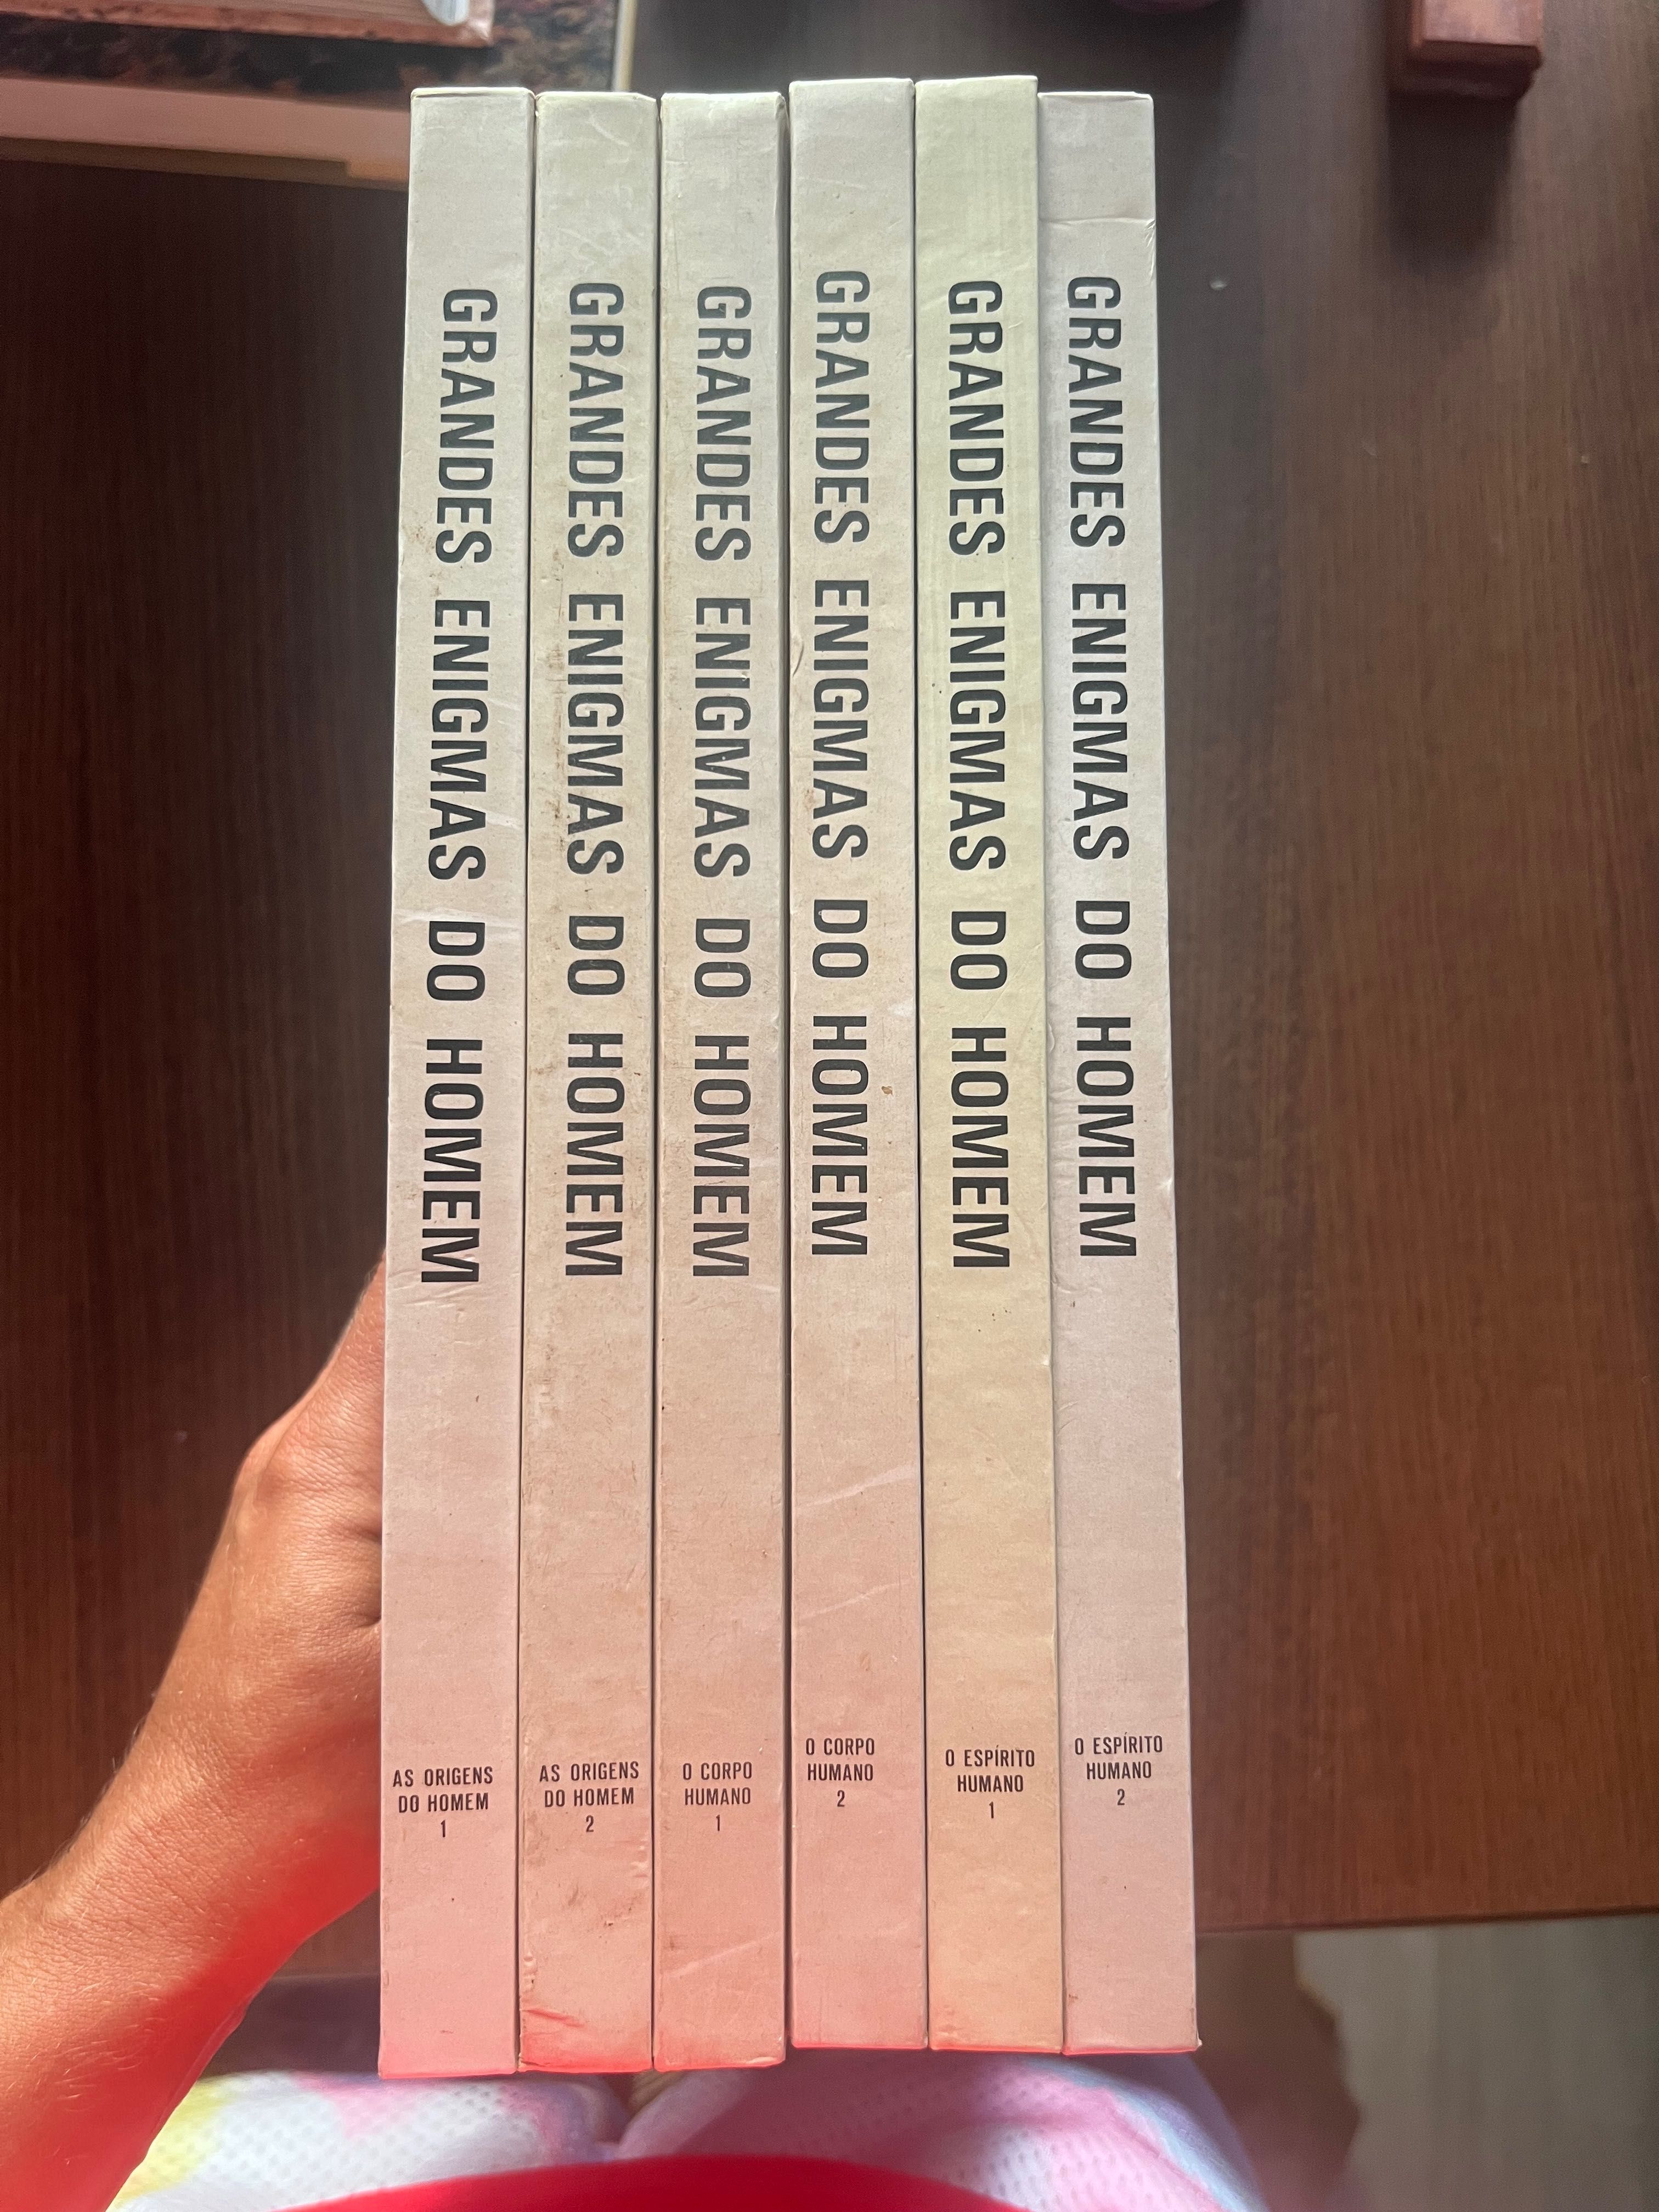 GRANDES ENIGMAS DO HOMEM
AS ORIGENS
DO HOMEM
1
GRANDES ENIGMAS DO HOMEM
AS ORIGENS
DO HOMEM
2
GRANDES ENIGMAS DO HOMEM
O CORPO
HUMANO
1
GRANDES ENIGMAS DO HOMEM
O CORPO
HUMANO
2
GRANDES ENIGMAS DO HOMEM
O ESPÍRITO
HUMANO
1
GRANDES ENIGMAS DO HOMEM
O ESPÍRITO
HUMANO
2